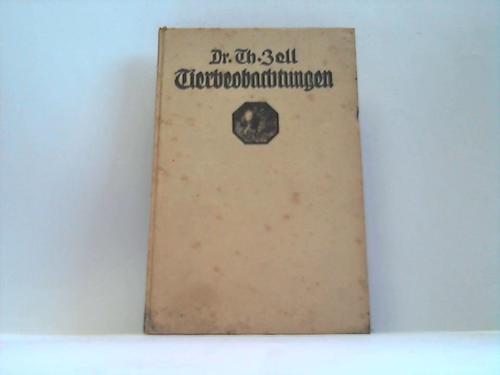 Dr. Th. Zell
Tierbeobachtungen